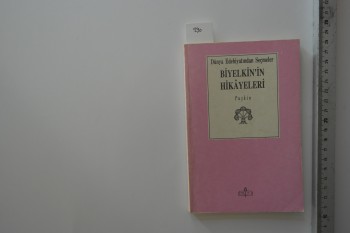 Dünya Edebiyatından Seçmeler
BİYELKİN'İN
HİKÂYELERİ
Puşkin